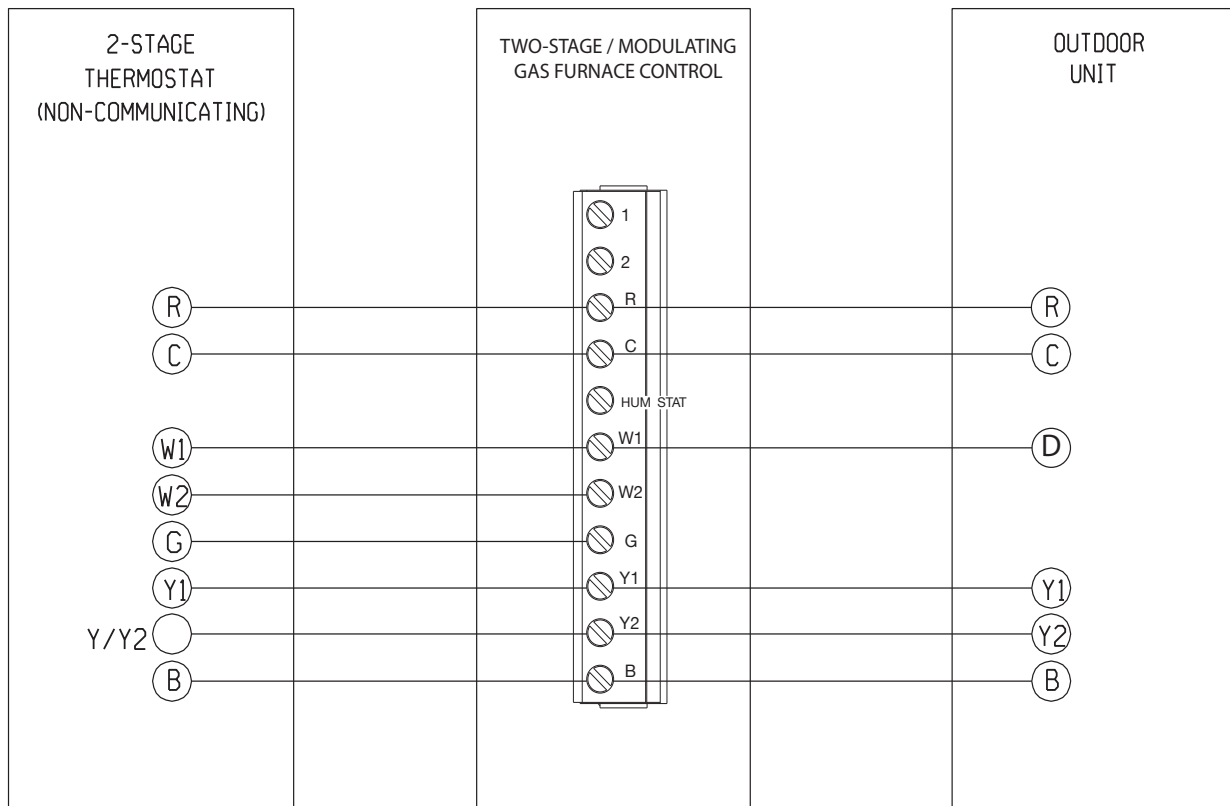 2-STAGE
THERMOSTAT
(NON-COMMUNICATING)
R
C
W1
W2
G
Y1
Y/Y2
B
TWO-STAGE / MODULATING
GAS FURNACE CONTROL
1
2
R
C
HUM STAT
W1
W2
G
Y1
Y2
B
OUTDOOR
UNIT
R
C
D
Y1
Y2
B